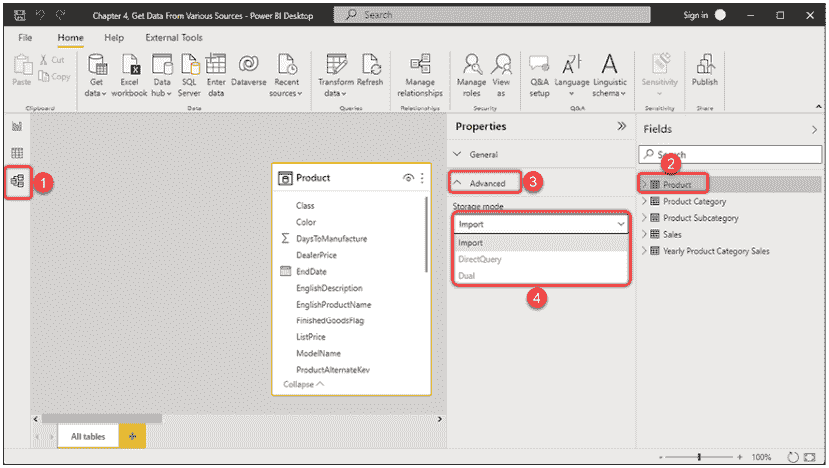 Chapter 4, Get Data From Various Sources - Power BI Desktop
Search
Sign in
File Home Help External Tools
Paste
Cut
Copy
Clipboard
Get data
Excel workbook
Data hub
SQL Server
Enter data
Dataverse
Recent sources
Data
Transform data
Refresh
Queries
Manage relationships
Relationships
Manage roles
View as
Security
Q&A setup
Language
Linguistic schema
Q&A
Sensitivity
Sensitivity
Publish
Share
1
Product
Class
Color
DaysToManufacture
DealerPrice
EndDate
EnglishDescription
EnglishProductName
FinishedGoodsFlag
ListPrice
ModelName
ProductAlternateKey
Collapse
Properties
General
Advanced
3
Storage mode
Import
Import
DirectQuery
Dual
4
Fields
Search
2
Product
Product Category
Product Subcategory
Sales
Yearly Product Category Sales
All tables
+
- + 100%